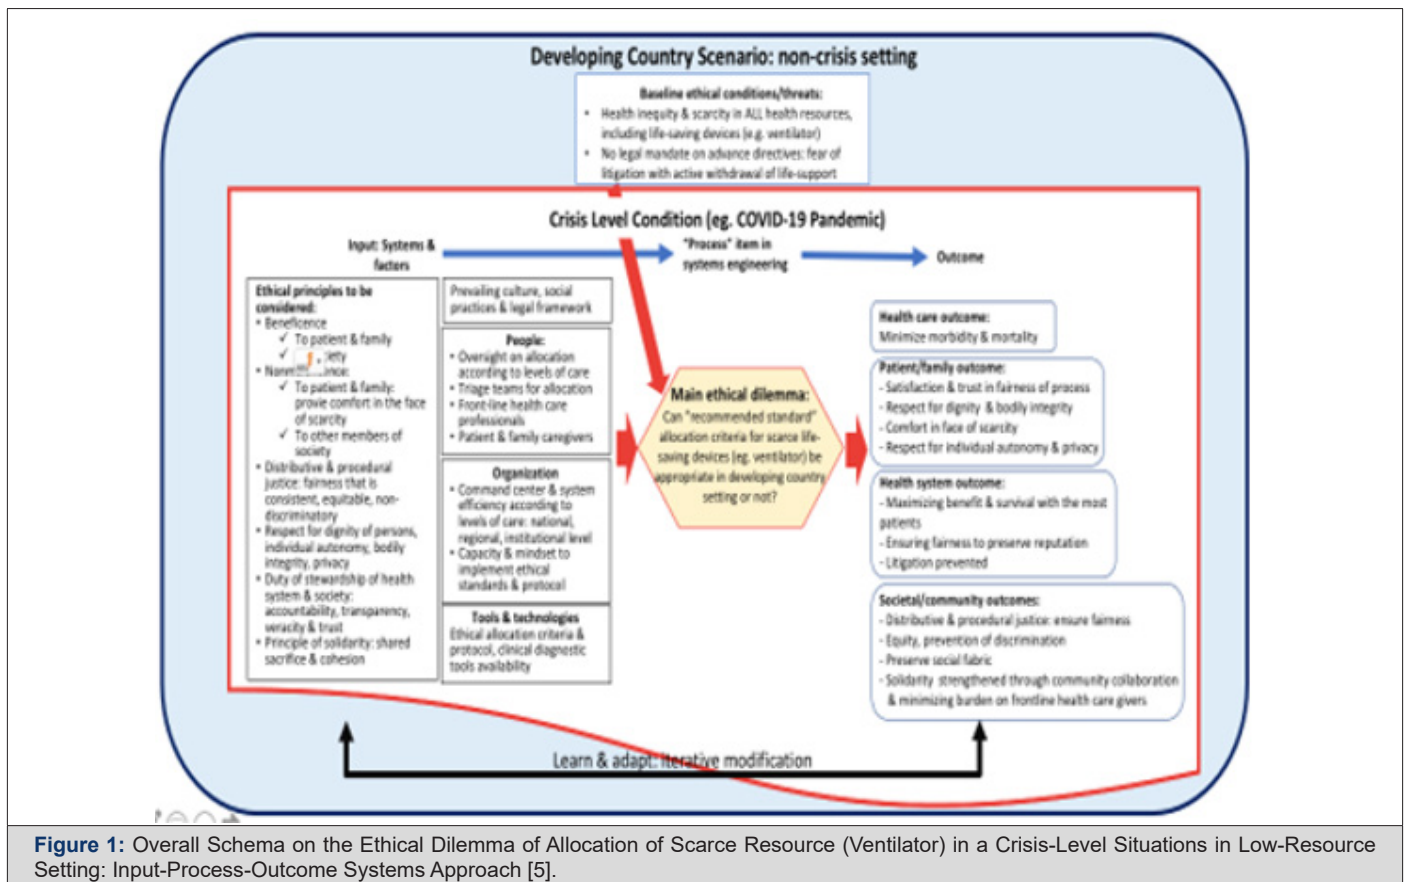 Developing Country Scenario: non-crisis setting
Baseline ethical conditions/threats:
• Health inequity & scarcity in ALL health resources,
including life-saving devices (e.g. ventilator)
• No legal mandate on advance directives: fear of
litigation with active withdrawal of life-support
Crisis Level Condition (eg. COVID-19 Pandemic)
Input: Systems &
factors
"Process" item in
systems engineering
Outcome
Ethical principles to be
considered:
• Beneficence
✓ To patient & family
✓
•
✓ To patient & family:
provie comfort in the face
of scarcity
✓ To other members of
society
• Distributive & procedural
justice: fairness that is
consistent, equitable, non-
discriminatory
• Respect for dignity of persons,
individual autonomy, bodily
integrity, privacy
• Duty of stewardship of health
system & society:
accountability, transparency,
veracity & trust
• Principle of solidarity: shared
sacrifice & cohesion
Prevailing culture, social
practices & legal framework
People:
• Oversight on allocation
according to levels of care
• Triage teams for allocation
• Front-line health care
professionals
• Patient & family caregivers
Organization
• Command center & system
efficiency according to
levels of care: national,
regional, institutional level
• Capacity & mindset to
implement ethical
standards & protocol
Tools & technologies
Ethical allocation criteria &
protocol, clinical diagnostic
tools availability
Main ethical dilemma:
Can "recommended standard"
allocation criteria for scarce life-
saving devices (eg. ventilator) be
appropriate in developing country
setting or not?
Health care outcome:
Minimize morbidity & mortality
Patient/family outcome:
- Satisfaction & trust in fairness of process
- Respect for dignity & bodily integrity
- Comfort in face of scarcity
- Respect for individual autonomy & privacy
Health system outcome:
- Maximizing benefit & survival with the most
patients
- Ensuring fairness to preserve reputation
- Litigation prevented
Societal/community outcomes:
- Distributive & procedural justice: ensure fairness
- Equity, prevention of discrimination
- Preserve social fabric
- Solidarity strengthened through community collaboration
& minimizing burden on frontline health care givers
Learn & adapt: iterative modification
Figure 1: Overall Schema on the Ethical Dilemma of Allocation of Scarce Resource (Ventilator) in a Crisis-Level Situations in Low-Resource
Setting: Input-Process-Outcome Systems Approach [5].